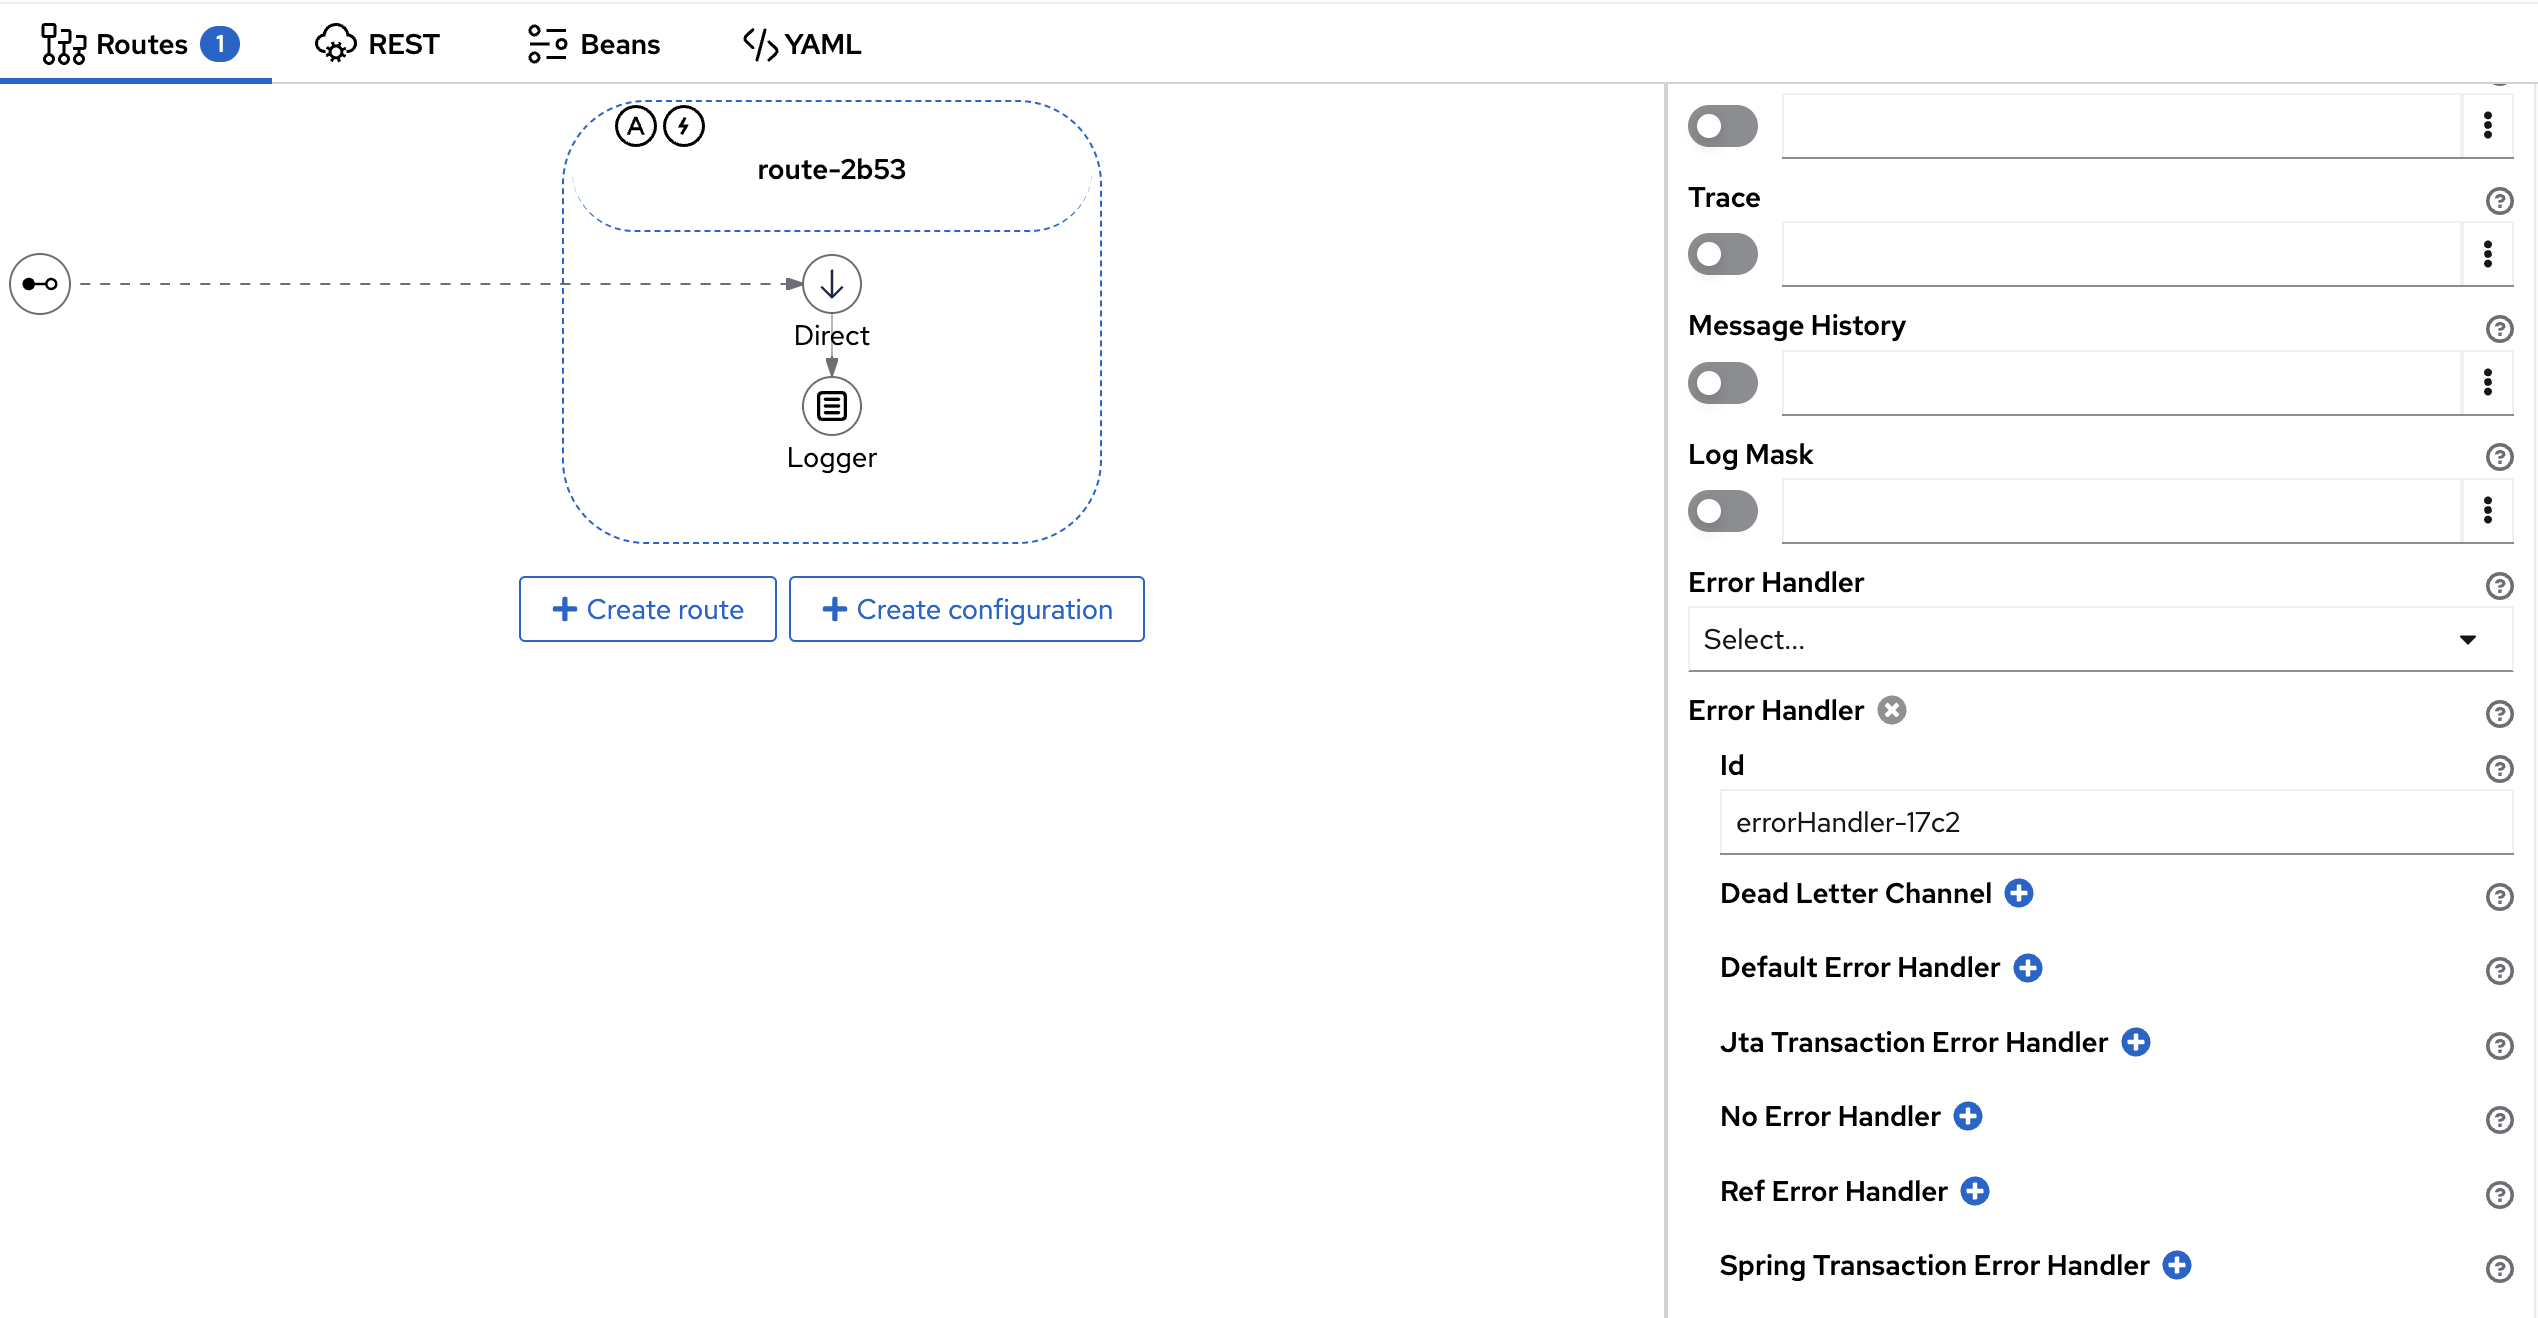 Routes 1 REST Beans YAML
A
route-2b53
Direct
Logger
Create route Create configuration
Trace
Message History
Log Mask
Error Handler
Select...
Error Handler
Id
errorHandler-17c2
Dead Letter Channel
Default Error Handler
Jta Transaction Error Handler
No Error Handler
Ref Error Handler
Spring Transaction Error Handler